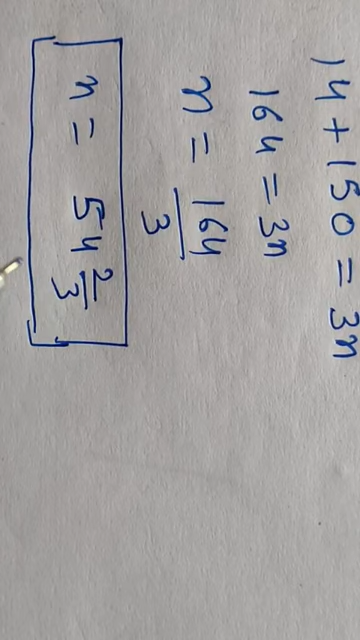 14 + 150 = 3n
164 = 3n
n = 164/3
n = 54 2/3